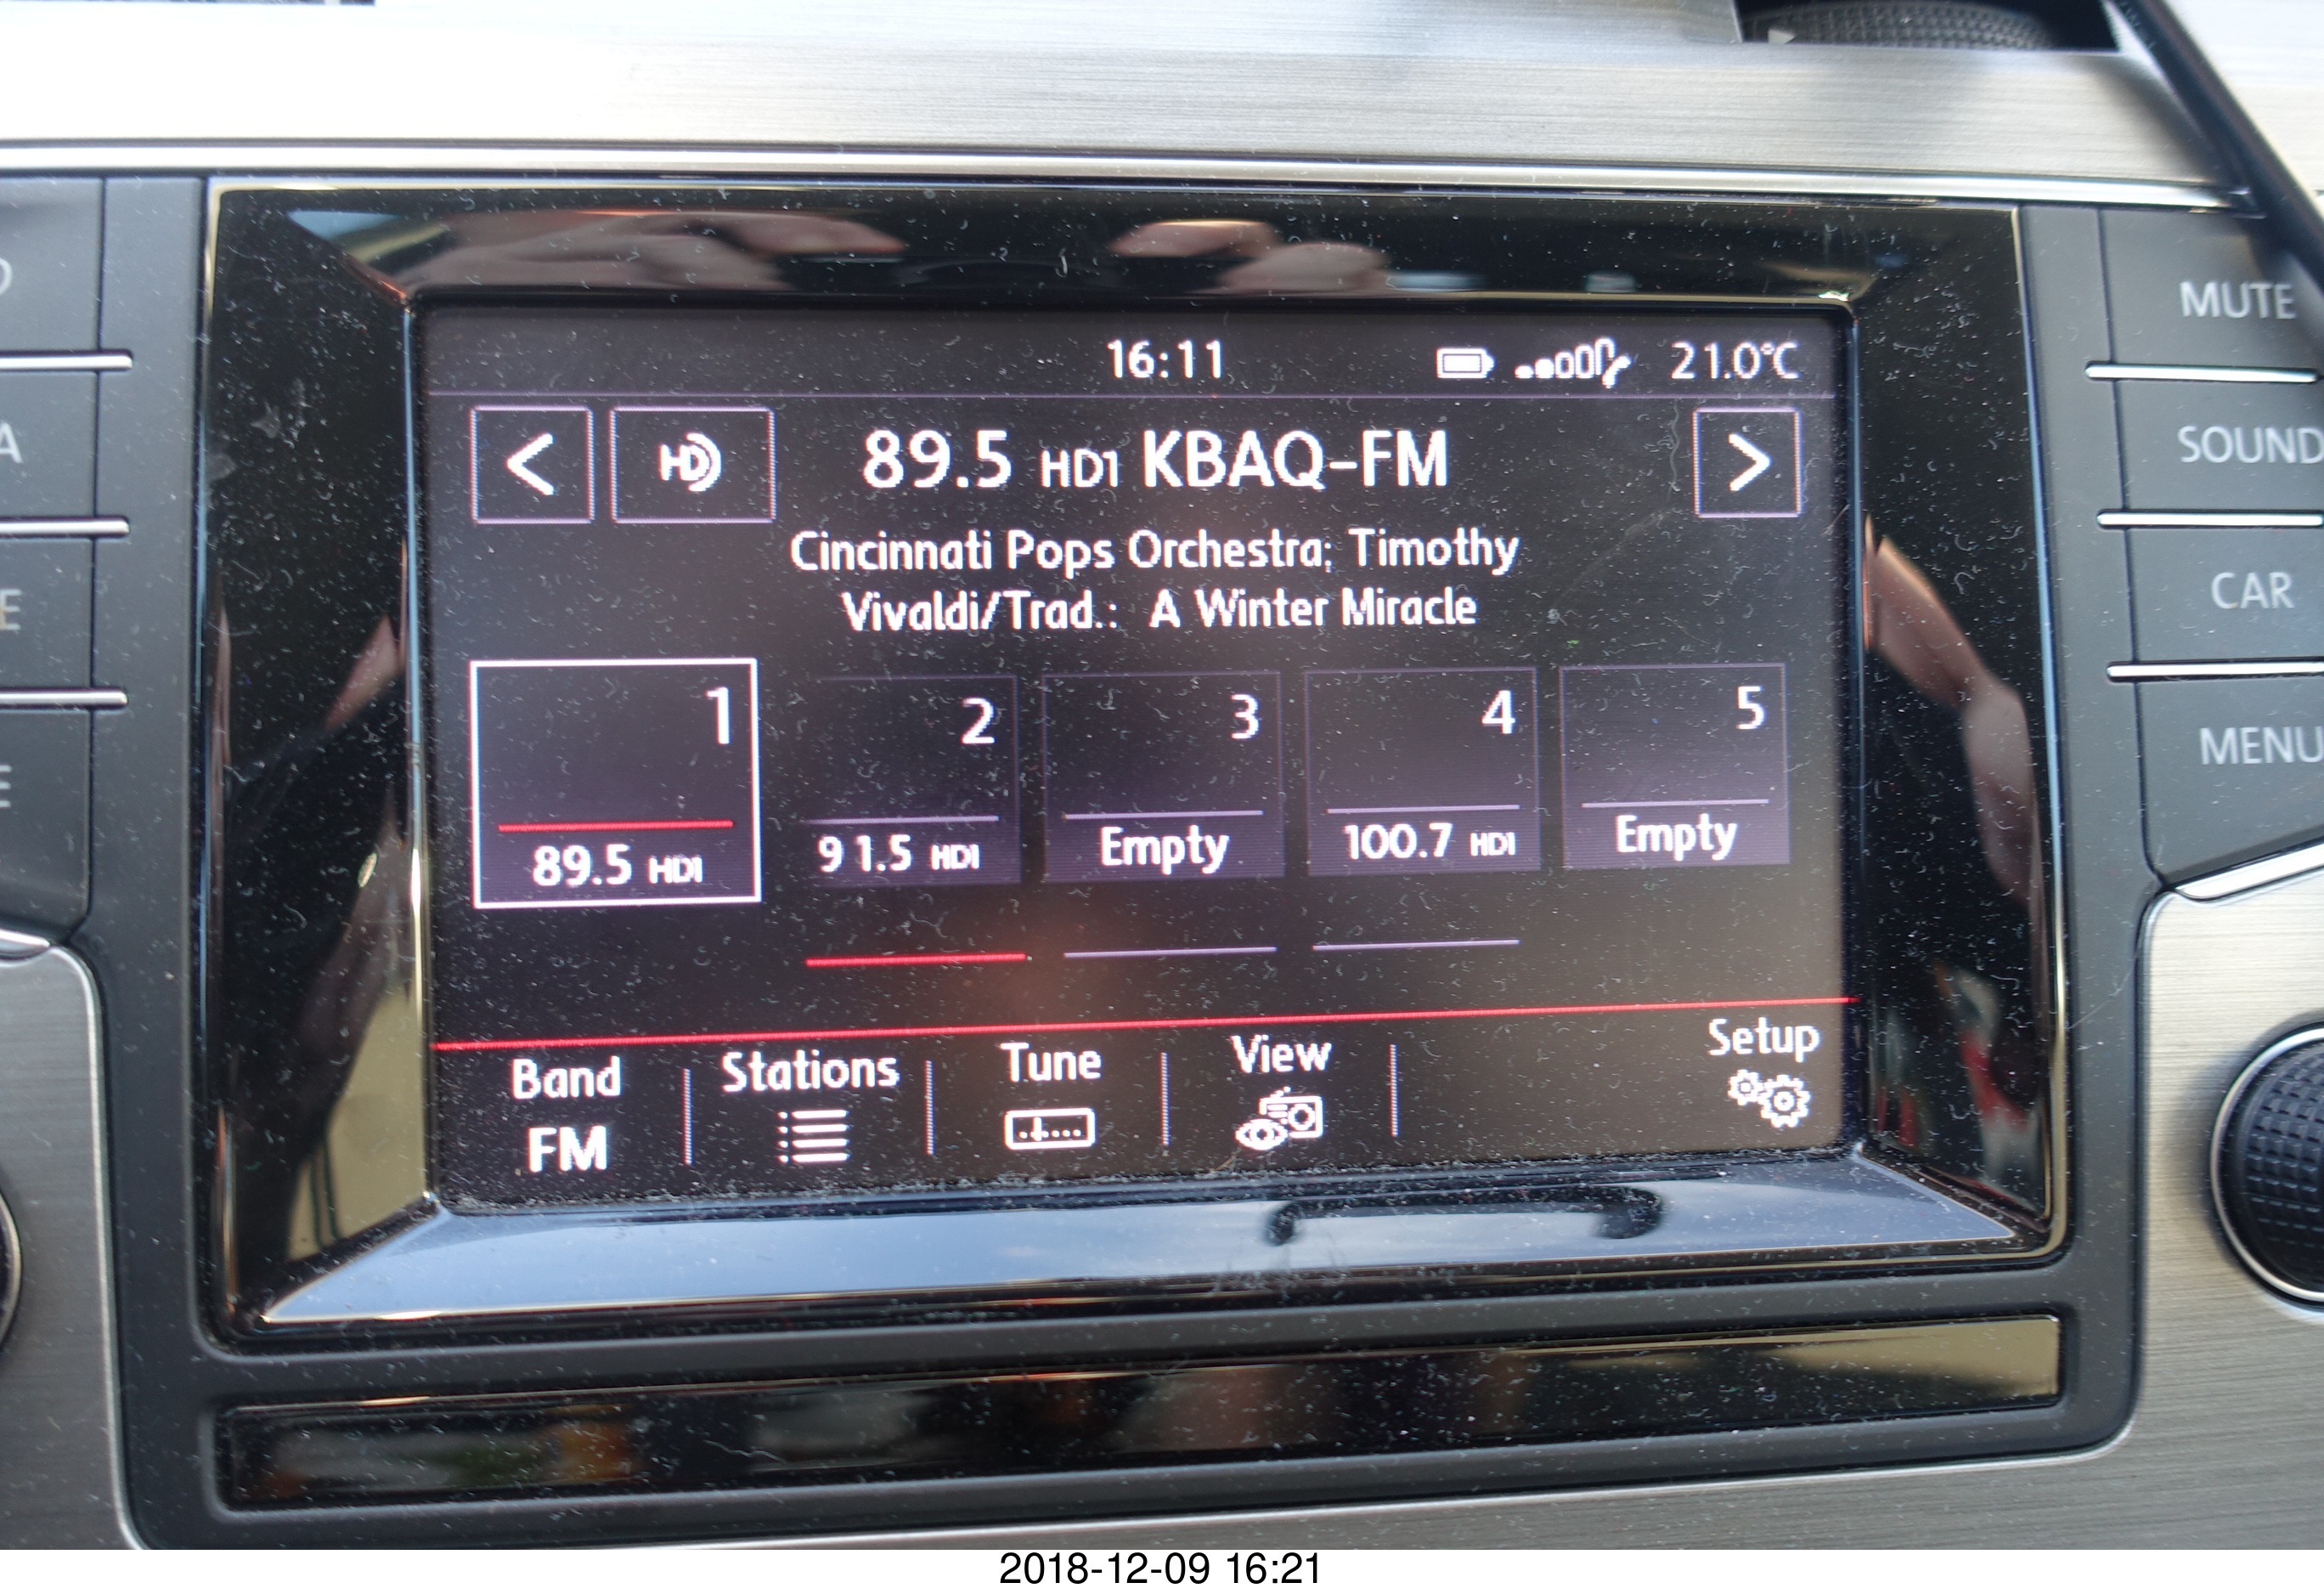 16:11 21.0°C
MUTE
< HD 89.5 HD1 KBAQ-FM >
SOUND
Cincinnati Pops Orchestra; Timothy
Vivaldi/Trad.: A Winter Miracle
CAR
1 2 3 4 5
MENU
89.5 HD1 91.5 HD1 Empty 100.7 HD1 Empty
Band Stations Tune View Setup
FM
2018-12-09 16:21